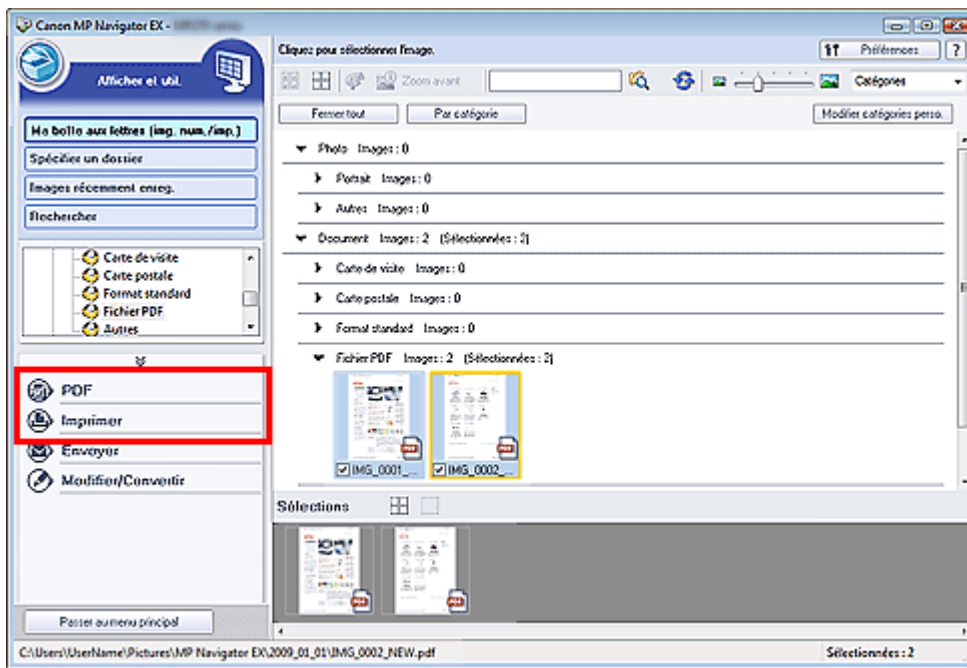 Canon MP Navigator EX -
Afficher et util.
Ma boîte aux lettres (img. num./imp.)
Spécifier un dossier
Images récemment enreg.
Rechercher
Carte de visite
Carte postale
Format standard
Fichier PDF
Autres
PDF
Imprimer
Envoyer
Modifier/Convertir
Passer au menu principal
Cliquez pour sélectionner l'image.
Préférences
?
Zoom avant
Catégories
Fermer tout
Par catégorie
Modifier catégories perso.
Photo Images : 0
Portrait Images : 0
Autres Images : 0
Document Images : 2 (Sélectionnées : 2)
Carte de visite Images : 0
Carte postale Images : 0
Format standard Images : 0
Fichier PDF Images : 2 (Sélectionnées : 2)
IMG_0001_...
IMG_0002_...
Sélections
C:\Users\UserName\Pictures\MP Navigator EX\2009_01_01\IMG_0002_NEW.pdf
Sélectionnées : 2